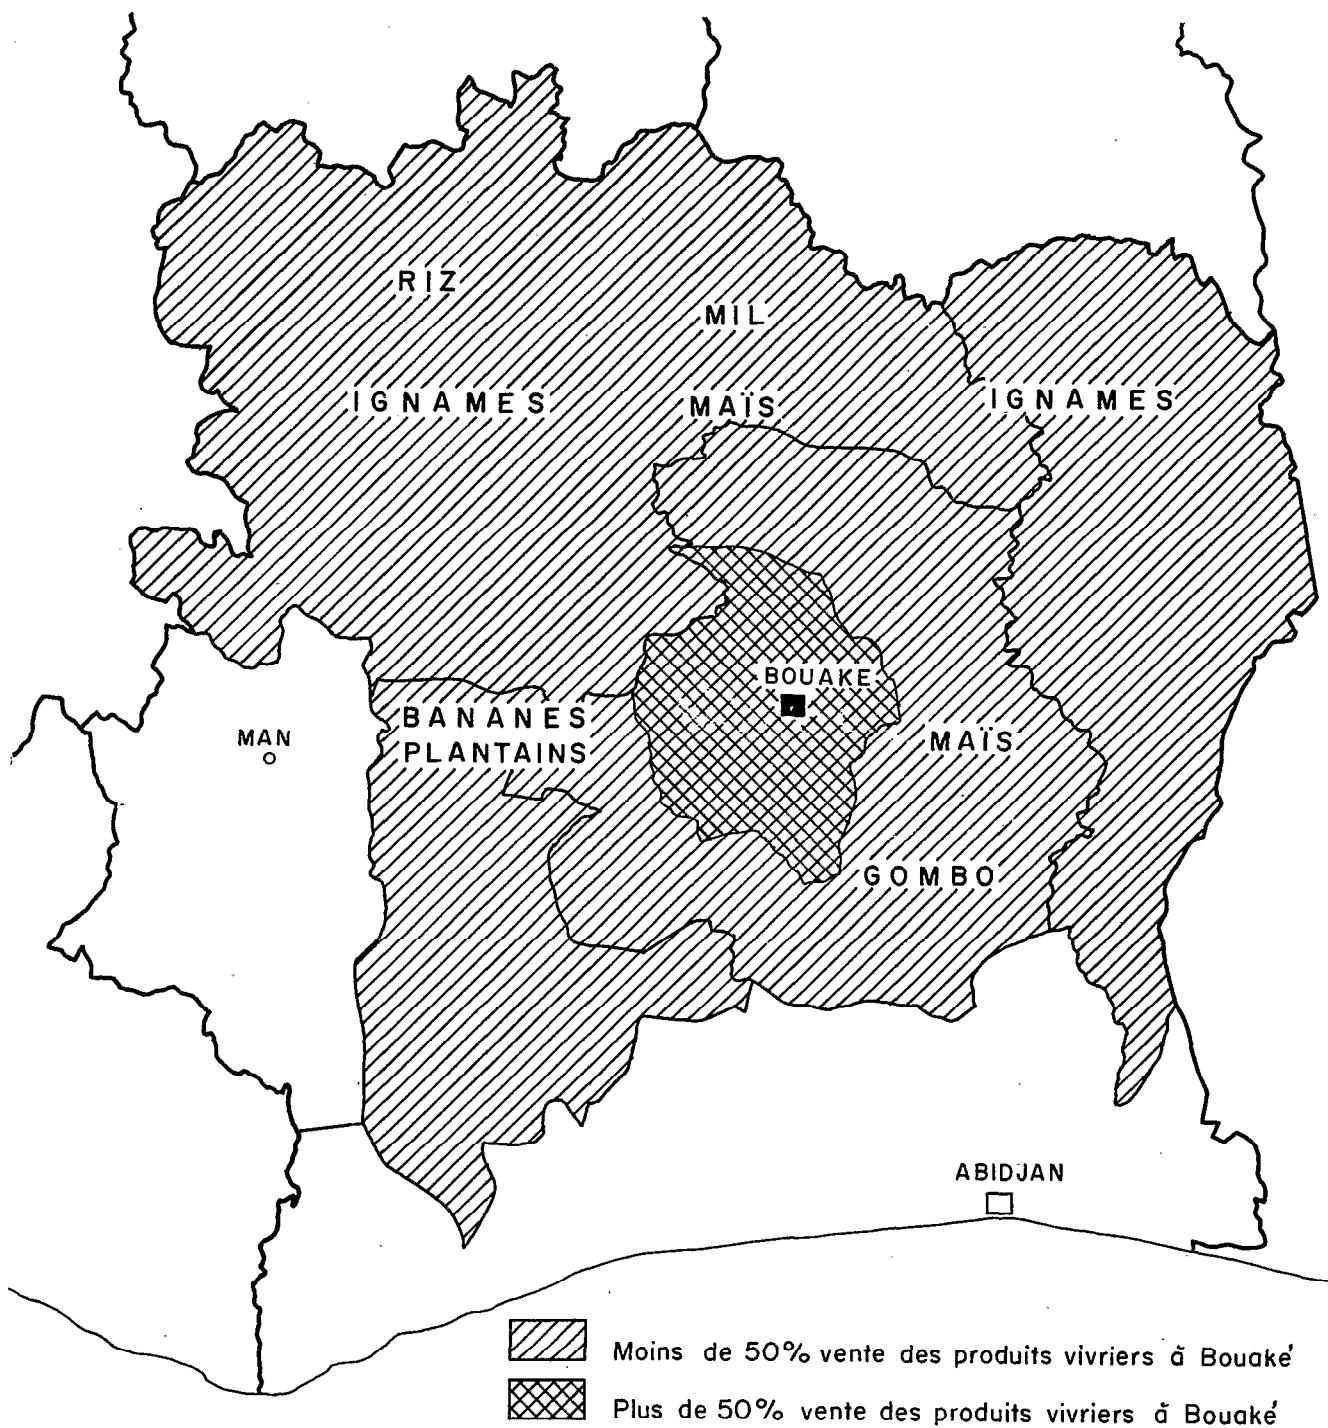 RIZ
MIL
IGNAMES
MAÏS
IGNAMES
BOUAKE
BANANES
PLANTAINS
MAN
MAÏS
GOMBO
ABIDJAN
Moins de 50% vente des produits vivriers à Bouaké
Plus de 50% vente des produits vivriers à Bouaké